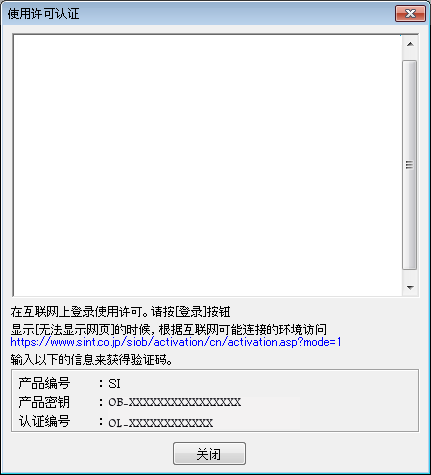 使用许可认证
在互联网上登录使用许可。请按[登录]按钮
显示[无法显示网页]的时候，根据互联网可能连接的环境访问
https://www.sint.co.jp/siob/activation/cn/activation.asp?mode=1
输入以下的信息来获得验证码。
产品编号 : SI
产品密钥 : OB-XXXXXXXXXXXXXXXX
认证编号 : OL-XXXXXXXXXXXX
关闭